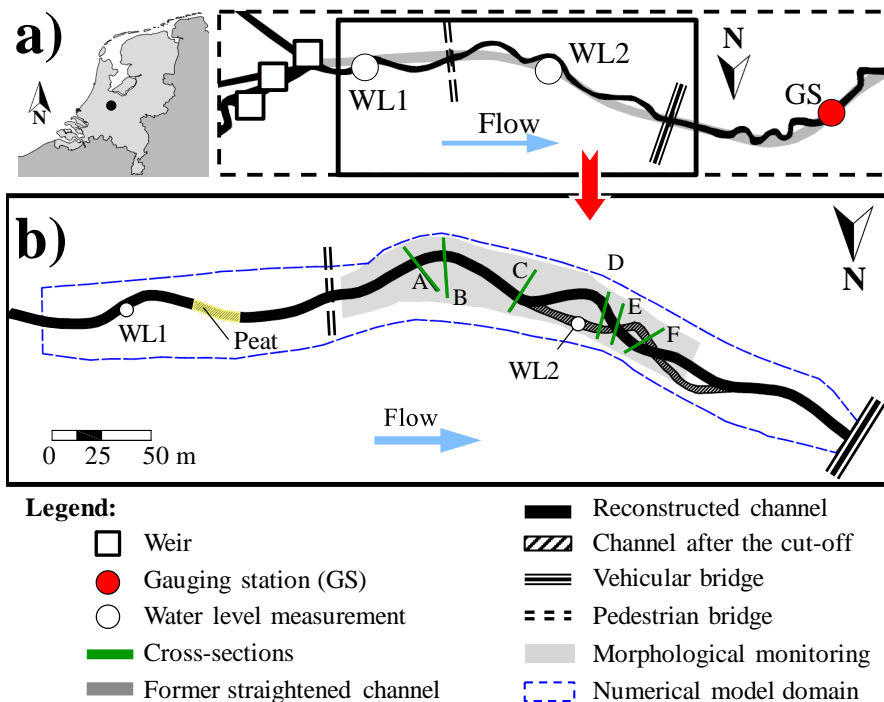 a)
N
WL1
WL2
N
GS
Flow
b)
N
A
B
C
D
E
F
WL1
Peat
WL2
Flow
0 25 50 m
Legend:
Weir
Gauging station (GS)
Water level measurement
Cross-sections
Former straightened channel
Reconstructed channel
Channel after the cut-off
Vehicular bridge
Pedestrian bridge
Morphological monitoring
Numerical model domain